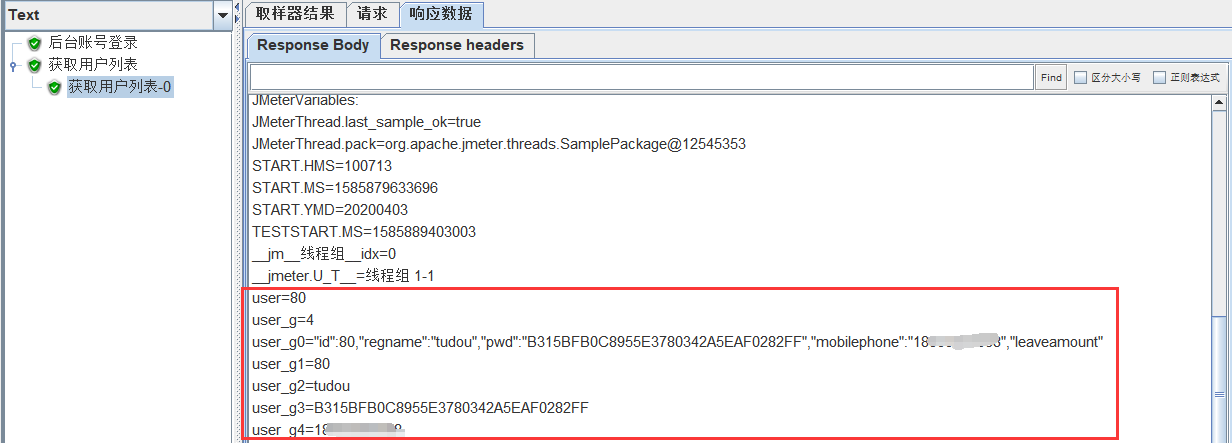 Text
取样器结果 请求 响应数据
后台账号登录
获取用户列表
获取用户列表-0
Response Body Response headers
Find 区分大小写 正则表达式
JMeterVariables:
JMeterThread.last_sample_ok=true
JMeterThread.pack=org.apache.jmeter.threads.SamplePackage@12545353
START.HMS=100713
START.MS=1585879633696
START.YMD=20200403
TESTSTART.MS=1585889403003
__jm__线程组__idx=0
__jmeter.U_T__=线程组 1-1
user=80
user_g=4
user_g0="id":80,"regname":"tudou","pwd":"B315BFB0C8955E3780342A5EAF0282FF","mobilephone":"18","leaveamount"
user_g1=80
user_g2=tudou
user_g3=B315BFB0C8955E3780342A5EAF0282FF
user_g4=18